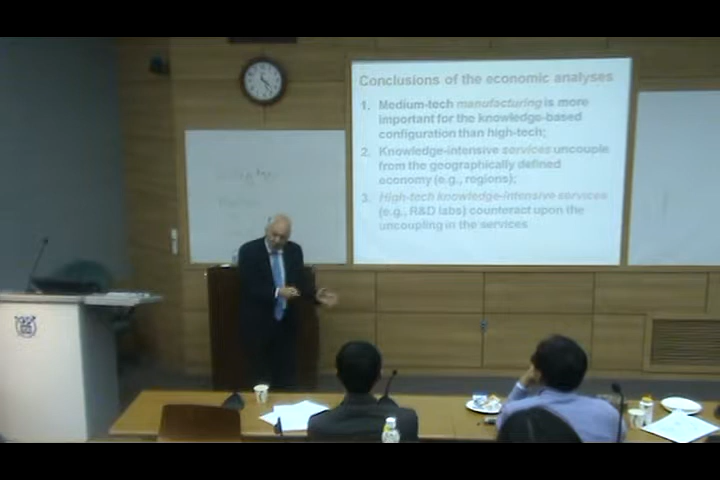 Conclusions of the economic analyses
1. Medium-tech manufacturing is more
important for the knowledge-based
configuration than high-tech;
2. Knowledge-intensive services uncouple
from the geographically defined
economy (e.g., regions);
3. High-tech knowledge-intensive services
(e.g., R&D labs) counteract upon the
uncoupling in the services